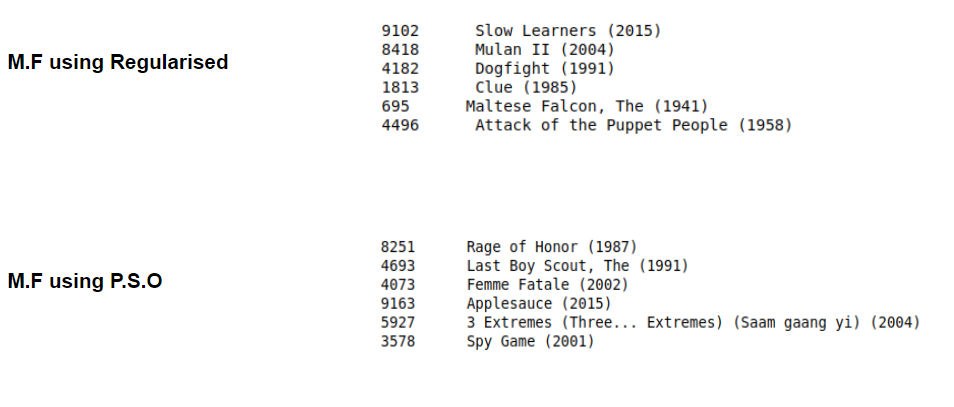 9102 Slow Learners (2015)
8418 Mulan II (2004)
M.F using Regularised
4182 Dogfight (1991)
1813 Clue (1985)
695 Maltese Falcon, The (1941)
4496 Attack of the Puppet People (1958)
8251 Rage of Honor (1987)
4693 Last Boy Scout, The (1991)
M.F using P.S.O
4073 Femme Fatale (2002)
9163 Applesauce (2015)
5927 3 Extremes (Three... Extremes) (Saam gaang yi) (2004)
3578 Spy Game (2001)